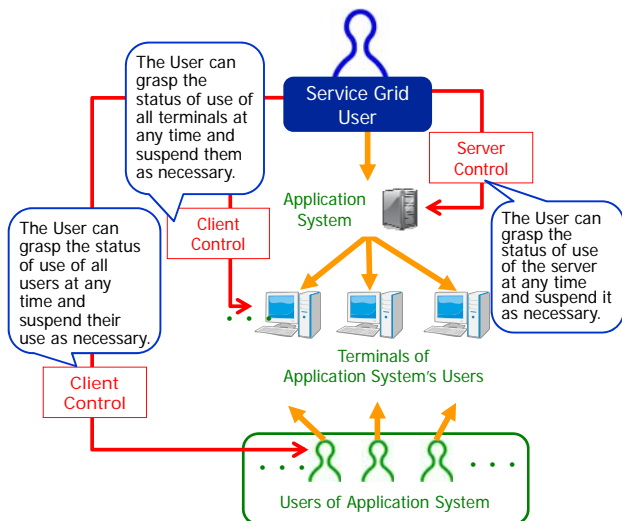 The User can
grasp the
status of use of
all terminals at
any time and
suspend them
as necessary.
Service Grid
User
Server
Control
Application
System
Client
Control
The User can
grasp the status
of use of all
users at any
time and
suspend their
use as necessary.
The User can
grasp the
status of use
of the server
at any time
and suspend it
as necessary.
Terminals of
Application System's Users
Client
Control
Users of Application System